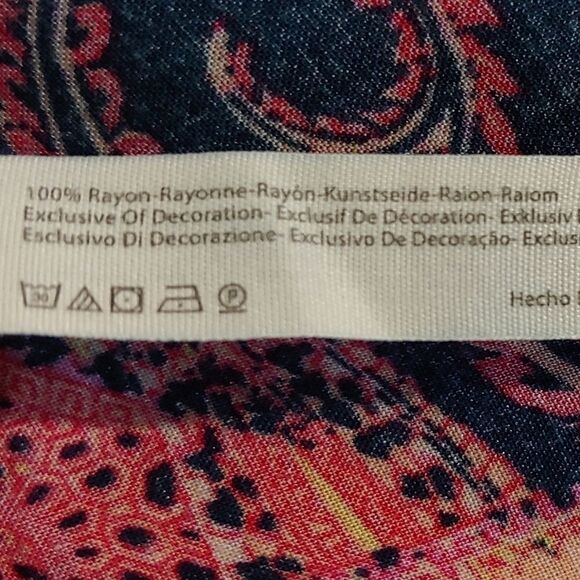 100% Rayon-Rayonne-Rayón-Kunstseide-Raion-Raiom
Exclusive Of Decoration- Exclusif De Décoration- Exklusiv
Esclusivo Di Decorazione- Exclusivo De Decoração- Exclus
30 P Hecho